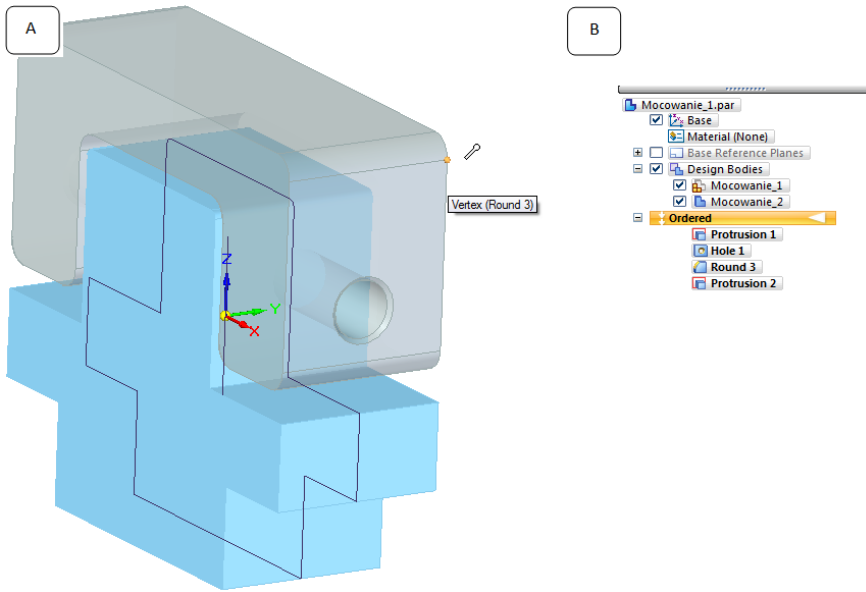 A
B
Z
Y
X
Vertex (Round 3)
Mocowanie_1.par
Base
Material (None)
Base Reference Planes
Design Bodies
Mocowanie_1
Mocowanie_2
Ordered
Protrusion 1
Hole 1
Round 3
Protrusion 2